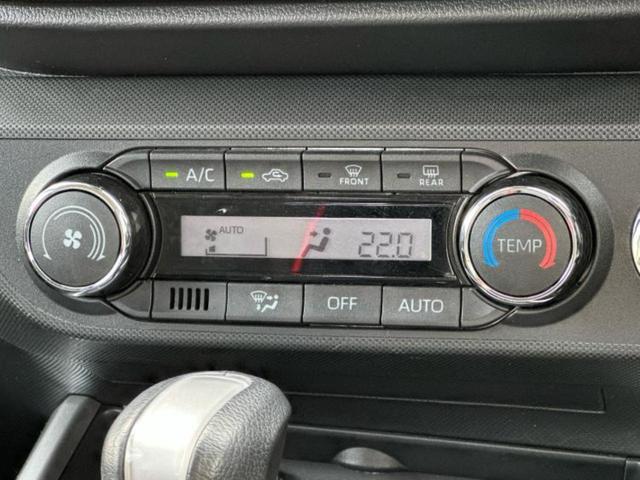 A/C
FRONT
REAR
AUTO
22.0
TEMP
OFF
AUTO